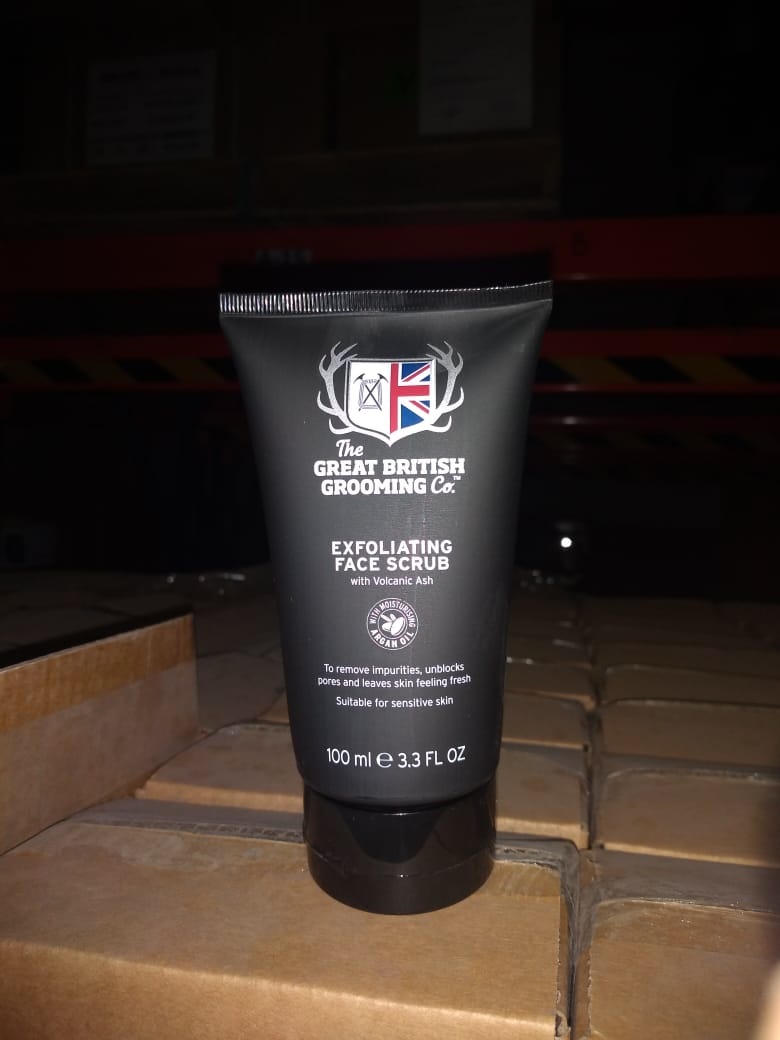 The
GREAT BRITISH
GROOMING Co.™
EXFOLIATING
FACE SCRUB
with Volcanic Ash
WITH MOISTURISING
ARGAN OIL
To remove impurities, unblocks
pores and leaves skin feeling fresh
Suitable for sensitive skin
100 ml ℮ 3.3 FL OZ